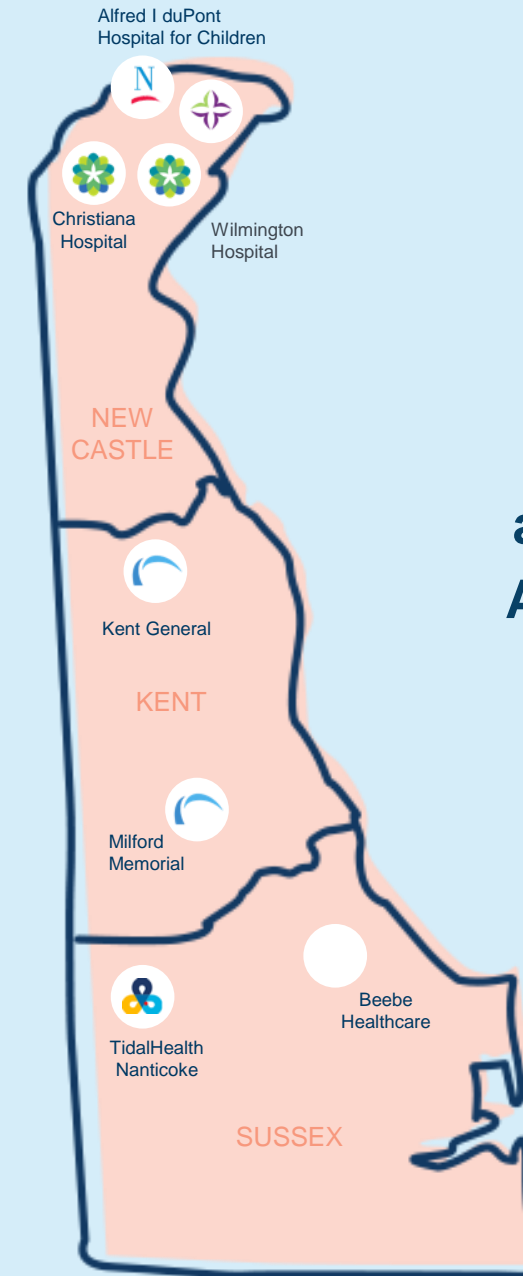 Alfred I duPont
Hospital for Children
N
Christiana
Hospital
Wilmington
Hospital
NEW
CASTLE
a
A
Kent General
KENT
Milford
Memorial
Beebe
Healthcare
TidalHealth
Nanticoke
SUSSEX